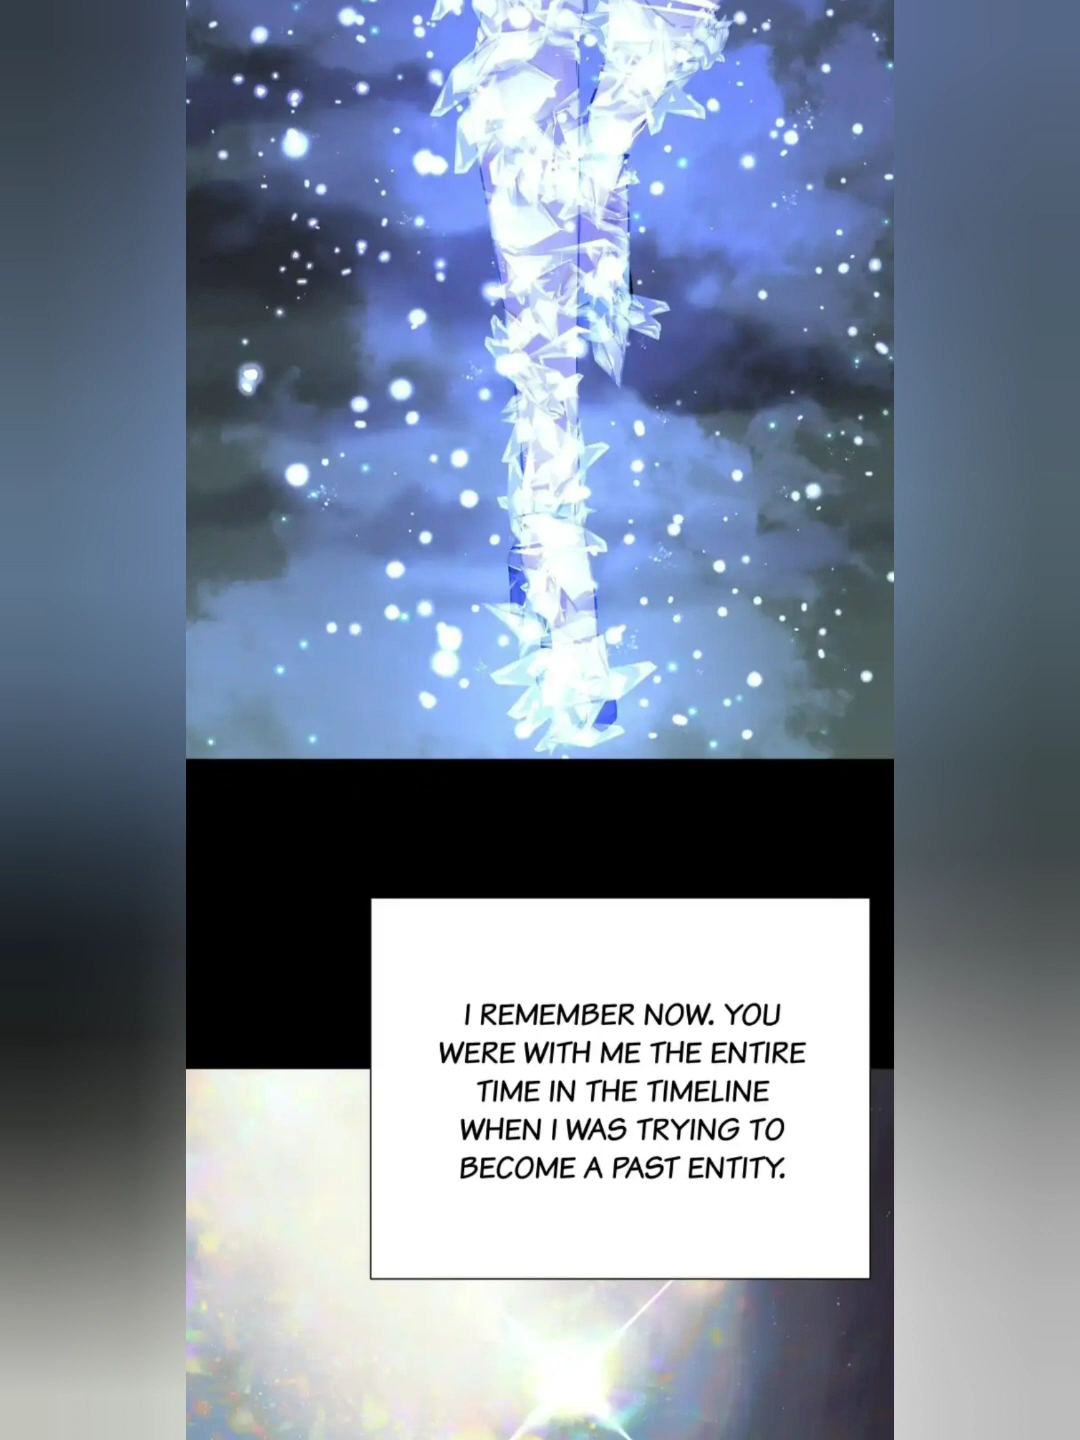 I REMEMBER NOW. YOU
WERE WITH ME THE ENTIRE
TIME IN THE TIMELINE
WHEN I WAS TRYING TO
BECOME A PAST ENTITY.